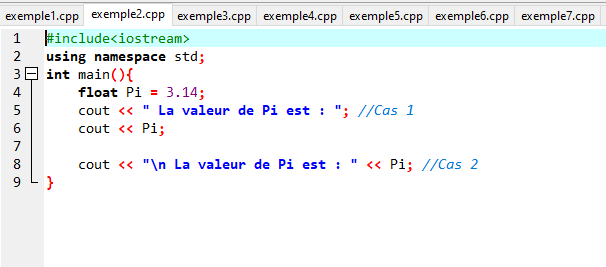 exemple1.cpp exemple2.cpp exemple3.cpp exemple4.cpp exemple5.cpp exemple6.cpp exemple7.cpp
1 #include<iostream>
2 using namespace std;
3 int main(){
4 float Pi = 3.14;
5 cout << " La valeur de Pi est : "; //Cas 1
6 cout << Pi;
7
8 cout << "\n La valeur de Pi est : " << Pi; //Cas 2
9 }